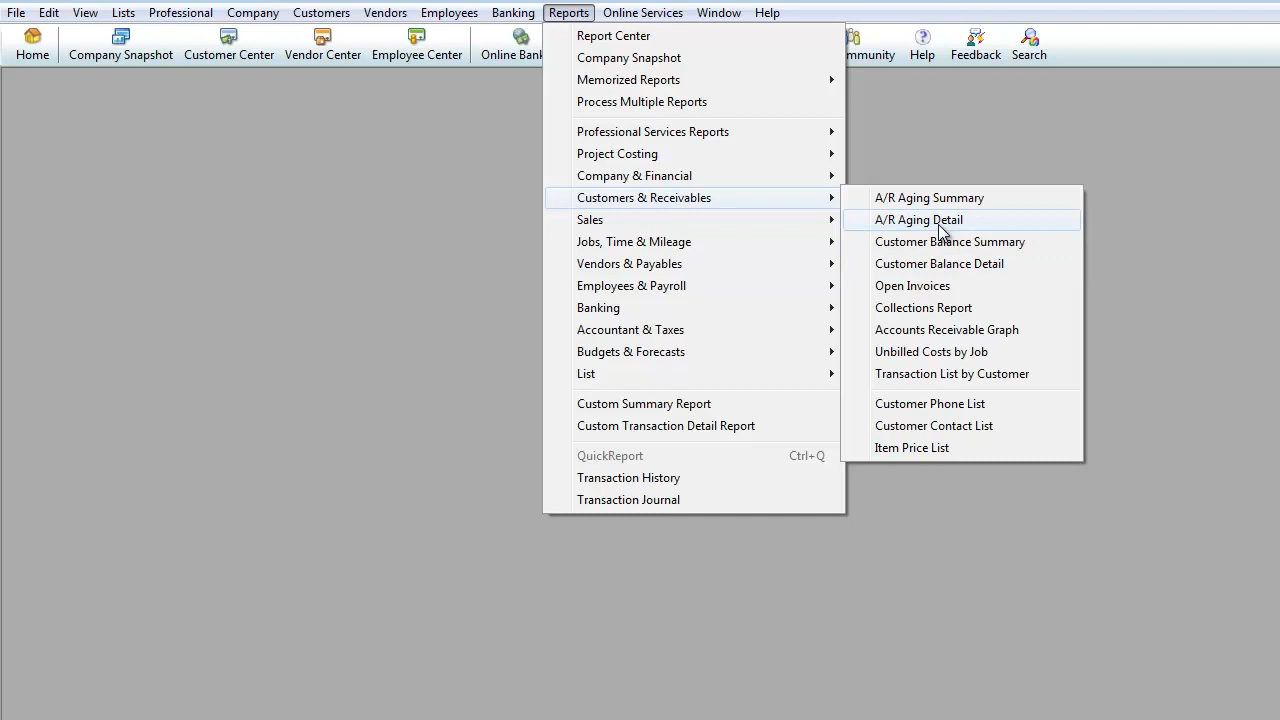 File Edit View Lists Professional Company Customers Vendors Employees Banking Reports Online Services Window Help
Home Company Snapshot Customer Center Vendor Center Employee Center Online Bank mmunity Help Feedback Search
Report Center
Company Snapshot
Memorized Reports
Process Multiple Reports
Professional Services Reports
Project Costing
Company & Financial
Customers & Receivables
Sales
Jobs, Time & Mileage
Vendors & Payables
Employees & Payroll
Banking
Accountant & Taxes
Budgets & Forecasts
List
Custom Summary Report
Custom Transaction Detail Report
QuickReport Ctrl+Q
Transaction History
Transaction Journal
A/R Aging Summary
A/R Aging Detail
Customer Balance Summary
Customer Balance Detail
Open Invoices
Collections Report
Accounts Receivable Graph
Unbilled Costs by Job
Transaction List by Customer
Customer Phone List
Customer Contact List
Item Price List